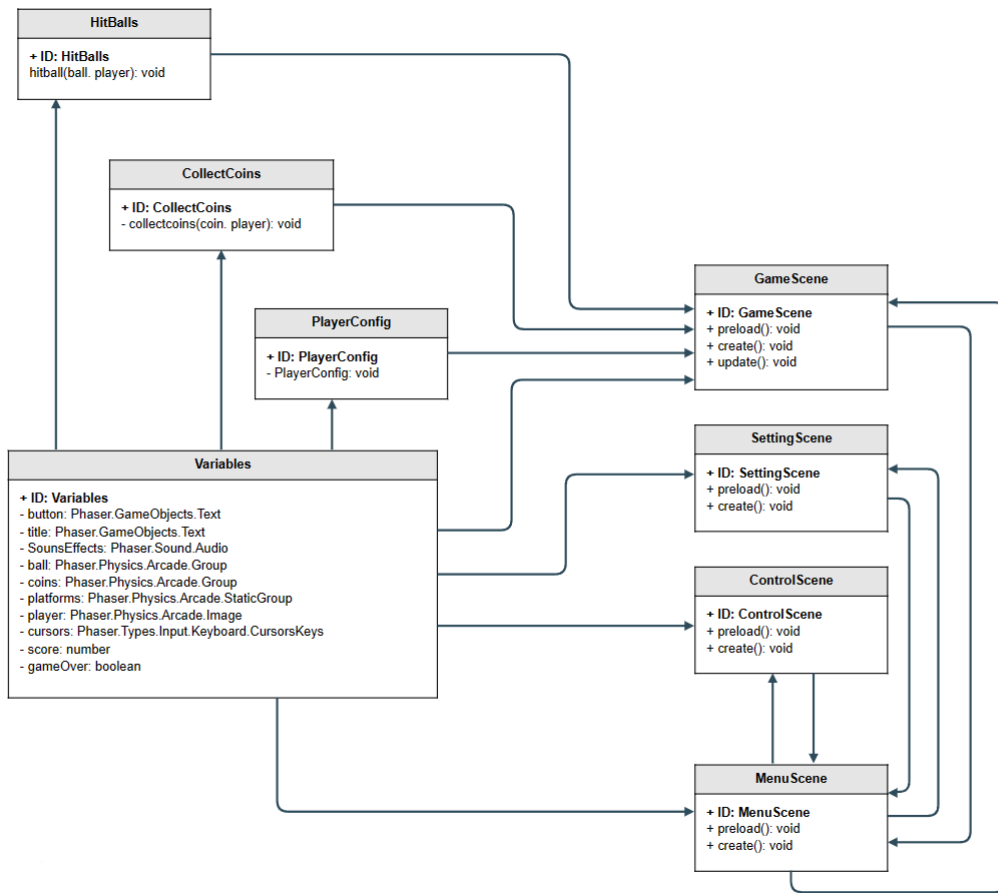 HitBalls
+ ID: HitBalls
hitball(ball. player): void
CollectCoins
+ ID: CollectCoins
- collectcoins(coin. player): void
PlayerConfig
+ ID: PlayerConfig
- PlayerConfig: void
Variables
+ ID: Variables
- button: Phaser.GameObjects.Text
- title: Phaser.GameObjects.Text
- SounsEffects: Phaser.Sound.Audio
- ball: Phaser.Physics.Arcade.Group
- coins: Phaser.Physics.Arcade.Group
- platforms: Phaser.Physics.Arcade.StaticGroup
- player: Phaser.Physics.Arcade.Image
- cursors: Phaser.Types.Input.Keyboard.CursorsKeys
- score: number
- gameOver: boolean
GameScene
+ ID: GameScene
+ preload(): void
+ create(): void
+ update(): void
SettingScene
+ ID: SettingScene
+ preload(): void
+ create(): void
ControlScene
+ ID: ControlScene
+ preload(): void
+ create(): void
MenuScene
+ ID: MenuScene
+ preload(): void
+ create(): void